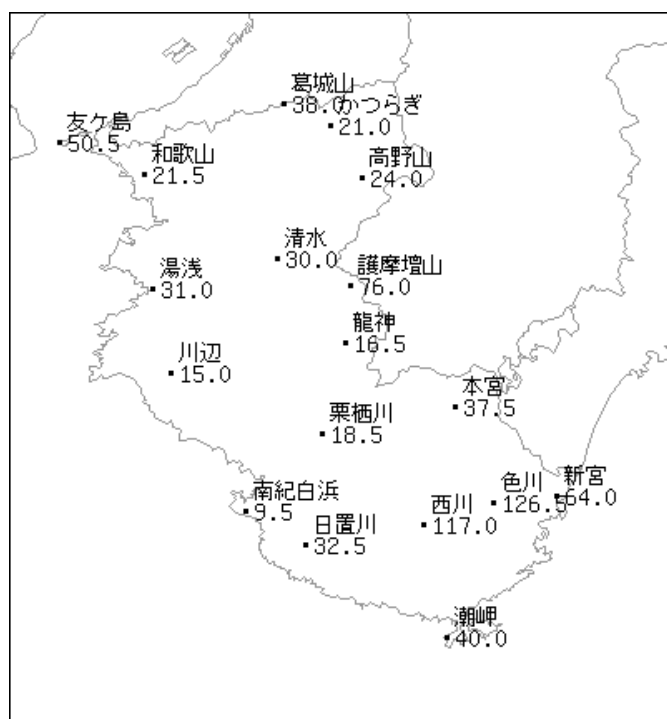 葛城山
38.0
かつらぎ
21.0
友ケ島
50.5
和歌山
21.5
高野山
24.0
清水
30.0
護摩壇山
76.0
湯浅
31.0
龍神
16.5
川辺
15.0
本宮
37.5
栗栖川
18.5
南紀白浜
9.5
日置川
32.5
西川
117.0
色川
126.5
新宮
64.0
潮岬
40.0